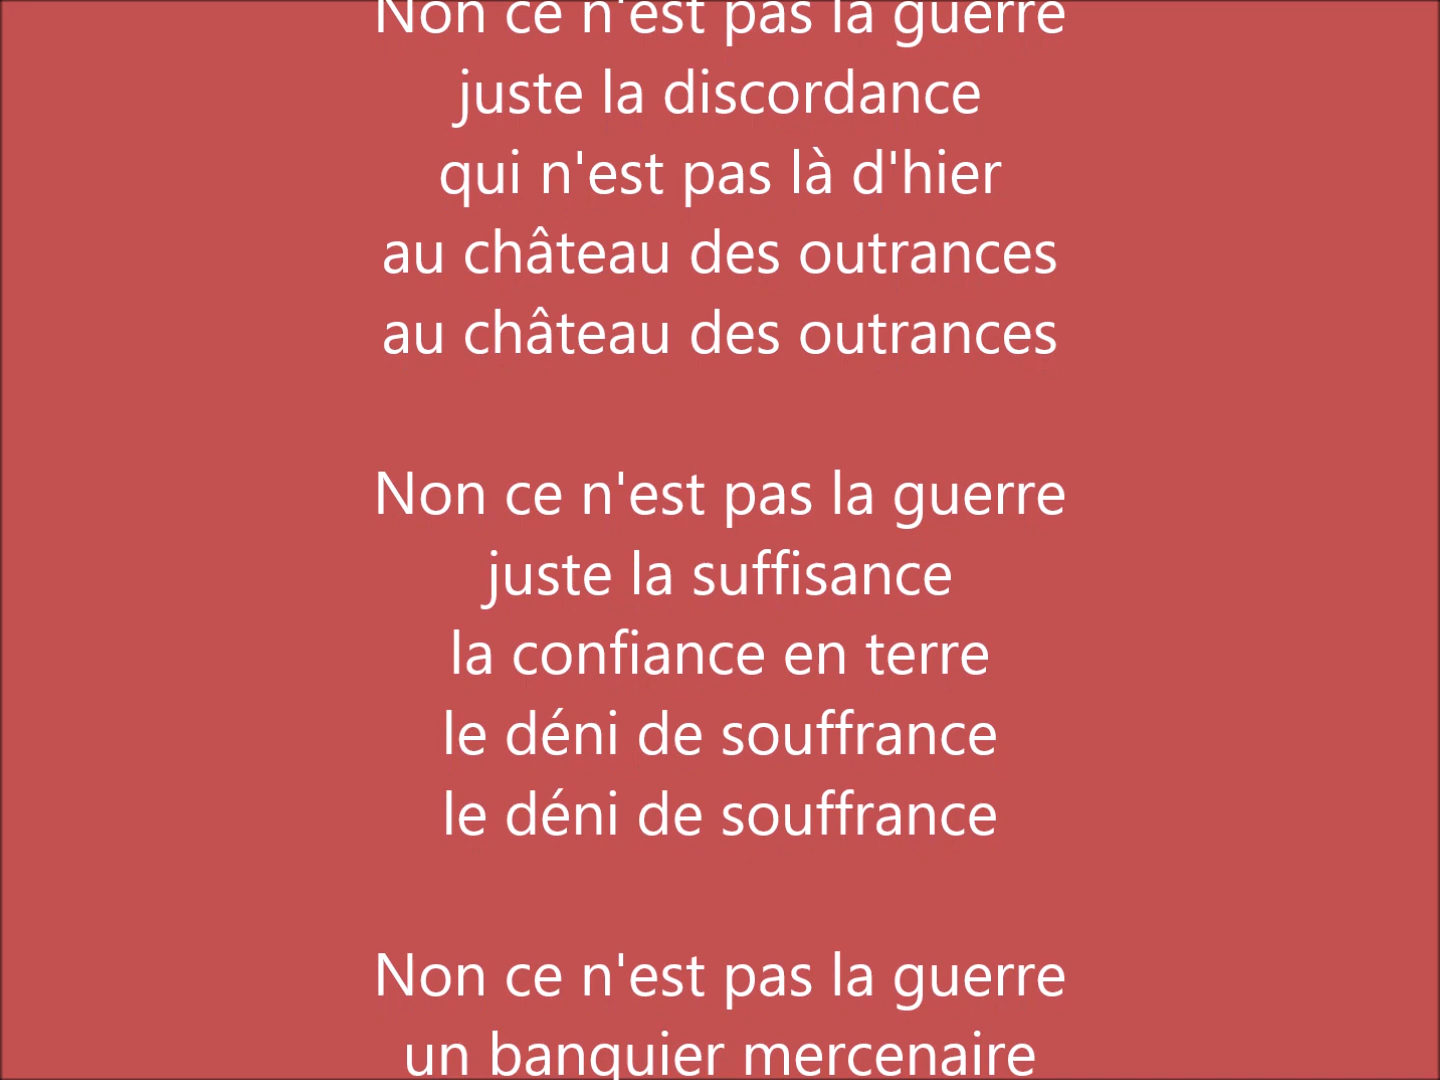 Non ce n'est pas la guerre
juste la discordance
qui n'est pas là d'hier
au château des outrances
au château des outrances
Non ce n'est pas la guerre
juste la suffisance
la confiance en terre
le déni de souffrance
le déni de souffrance
Non ce n'est pas la guerre
un banquier mercenaire